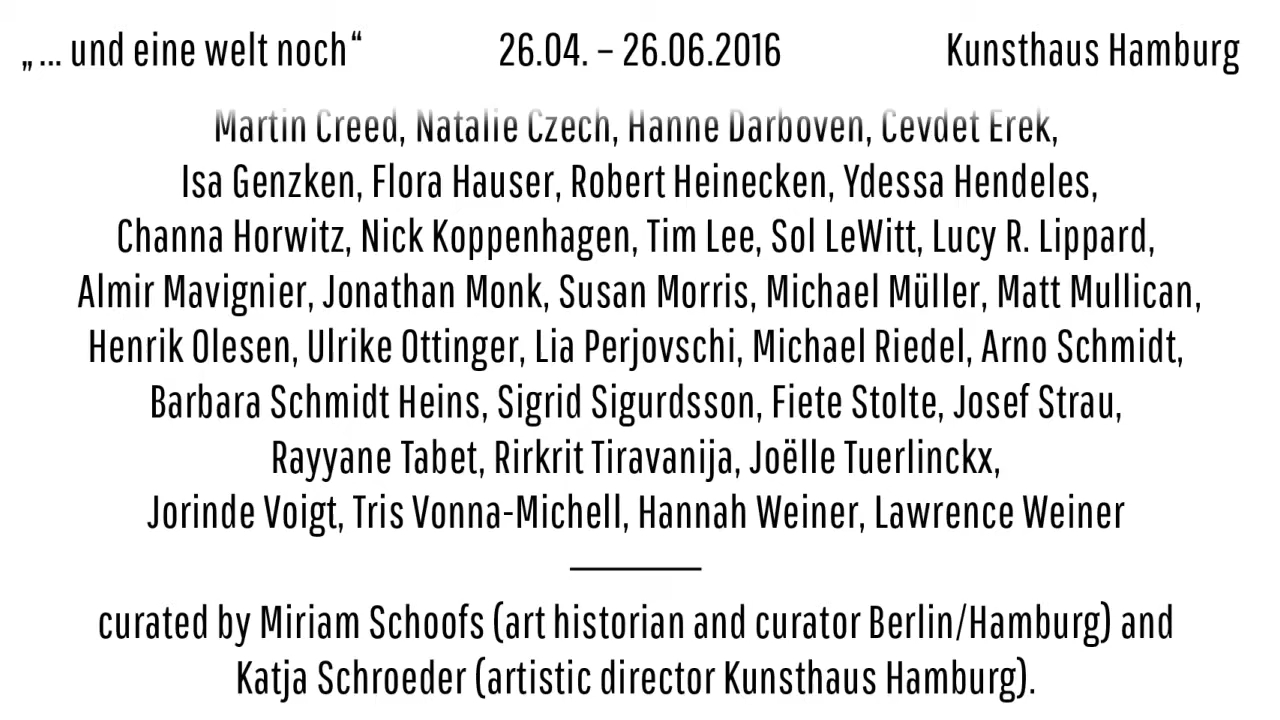 „ ... und eine welt noch“ 26.04. – 26.06.2016 Kunsthaus Hamburg
Martin Creed, Natalie Czech, Hanne Darboven, Cevdet Erek,
Isa Genzken, Flora Hauser, Robert Heinecken, Ydessa Hendeles,
Channa Horwitz, Nick Koppenhagen, Tim Lee, Sol LeWitt, Lucy R. Lippard,
Almir Mavignier, Jonathan Monk, Susan Morris, Michael Müller, Matt Mullican,
Henrik Olesen, Ulrike Ottinger, Lia Perjovschi, Michael Riedel, Arno Schmidt,
Barbara Schmidt Heins, Sigrid Sigurdsson, Fiete Stolte, Josef Strau,
Rayyane Tabet, Rirkrit Tiravanija, Joëlle Tuerlinckx,
Jorinde Voigt, Tris Vonna-Michell, Hannah Weiner, Lawrence Weiner
curated by Miriam Schoofs (art historian and curator Berlin/Hamburg) and
Katja Schroeder (artistic director Kunsthaus Hamburg).